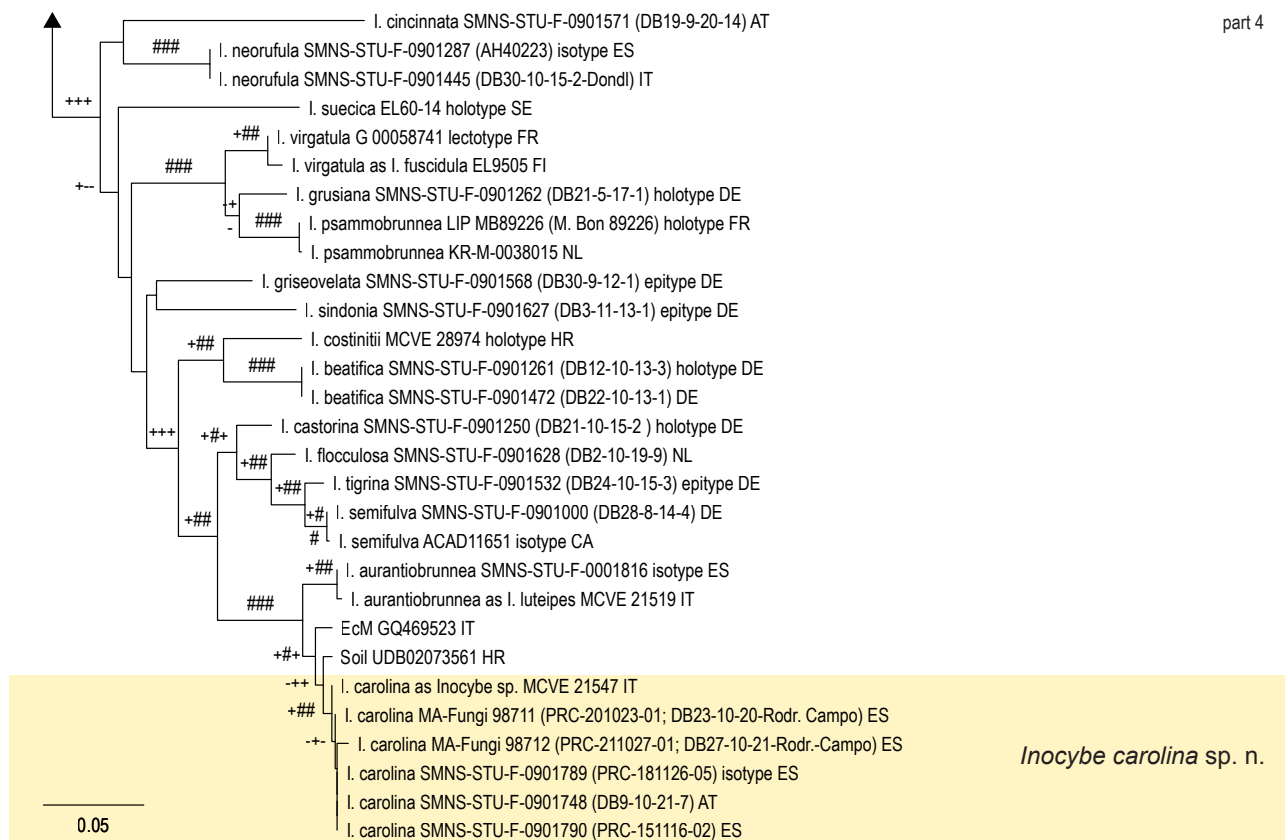 I. cincinnata SMNS-STU-F-0901571 (DB19-9-20-14) AT
part 4
###
I. neorufula SMNS-STU-F-0901287 (AH40223) isotype ES
I. neorufula SMNS-STU-F-0901445 (DB30-10-15-2-Dondl) IT
+++
I. suecica EL60-14 holotype SE
+##
I. virgatula G 00058741 lectotype FR
###
I. virgatula as I. fuscidula EL9505 FI
+--
I. grusiana SMNS-STU-F-0901262 (DB21-5-17-1) holotype DE
-+
-
###
I. psammobrunnea LIP MB89226 (M. Bon 89226) holotype FR
I. psammobrunnea KR-M-0038015 NL
I. griseovelata SMNS-STU-F-0901568 (DB30-9-12-1) epitype DE
I. sindonia SMNS-STU-F-0901627 (DB3-11-13-1) epitype DE
+##
I. costinitii MCVE 28974 holotype HR
###
I. beatifica SMNS-STU-F-0901261 (DB12-10-13-3) holotype DE
I. beatifica SMNS-STU-F-0901472 (DB22-10-13-1) DE
+++
+#+
I. castorina SMNS-STU-F-0901250 (DB21-10-15-2 ) holotype DE
+##
I. flocculosa SMNS-STU-F-0901628 (DB2-10-19-9) NL
+##
I. tigrina SMNS-STU-F-0901532 (DB24-10-15-3) epitype DE
+##
+#
#
I. semifulva SMNS-STU-F-0901000 (DB28-8-14-4) DE
I. semifulva ACAD11651 isotype CA
+##
I. aurantiobrunnea SMNS-STU-F-0001816 isotype ES
###
I. aurantiobrunnea as I. luteipes MCVE 21519 IT
EcM GQ469523 IT
+#+
Soil UDB02073561 HR
-++
I. carolina as Inocybe sp. MCVE 21547 IT
+##
I. carolina MA-Fungi 98711 (PRC-201023-01; DB23-10-20-Rodr. Campo) ES
-+-
I. carolina MA-Fungi 98712 (PRC-211027-01; DB27-10-21-Rodr.-Campo) ES
Inocybe carolina sp. n.
I. carolina SMNS-STU-F-0901789 (PRC-181126-05) isotype ES
I. carolina SMNS-STU-F-0901748 (DB9-10-21-7) AT
0.05
I. carolina SMNS-STU-F-0901790 (PRC-151116-02) ES